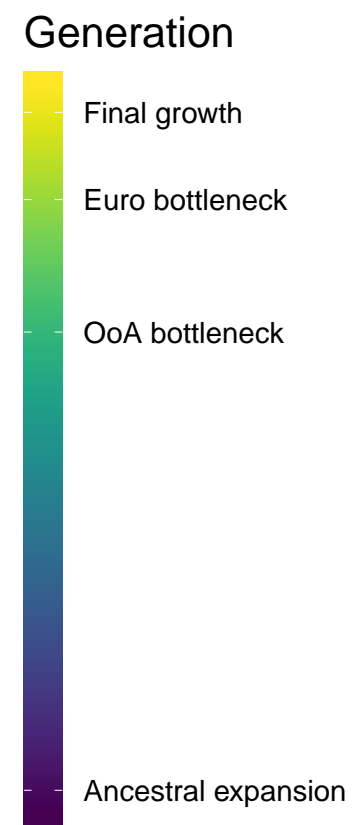 Generation
Final growth
Euro bottleneck
OoA bottleneck
Ancestral expansion